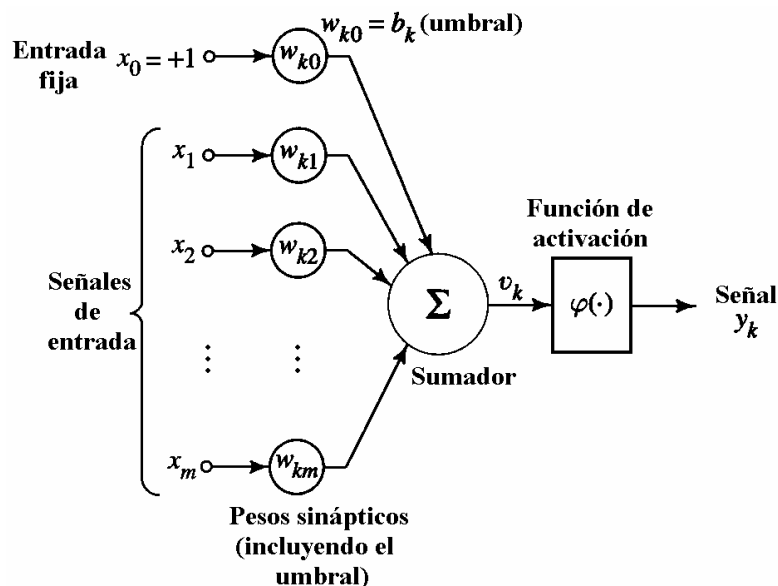 w_k0 = b_k (umbral)
Entrada
fija
x_0 = +1
w_k0
x_1
w_k1
x_2
w_k2
Señales
de
entrada
⋮
⋮
x_m
w_km
Σ
Sumador
v_k
Función de
activación
φ(·)
Señal
y_k
Pesos sinápticos
(incluyendo el
umbral)